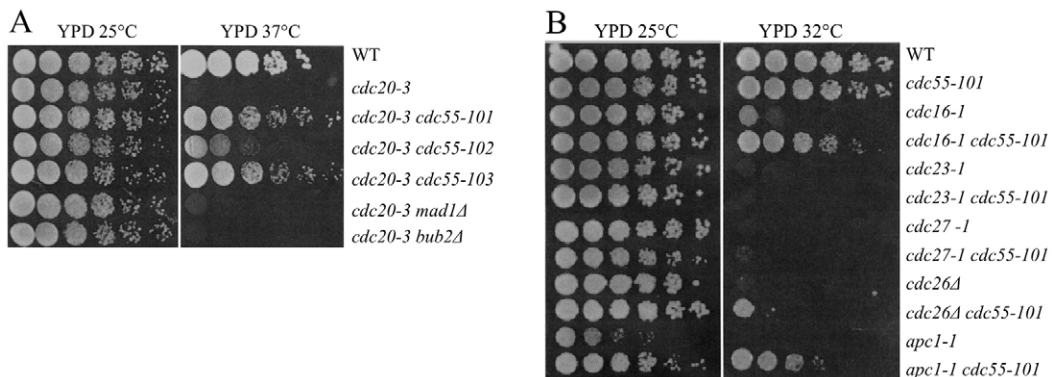 A
YPD 25°C
YPD 37°C
WT
cdc20-3
cdc20-3 cdc55-101
cdc20-3 cdc55-102
cdc20-3 cdc55-103
cdc20-3 mad1Δ
cdc20-3 bub2Δ
B
YPD 25°C
YPD 32°C
WT
cdc55-101
cdc16-1
cdc16-1 cdc55-101
cdc23-1
cdc23-1 cdc55-101
cdc27 -1
cdc27-1 cdc55-101
cdc26Δ
cdc26Δ cdc55-101
apc1-1
apc1-1 cdc55-101